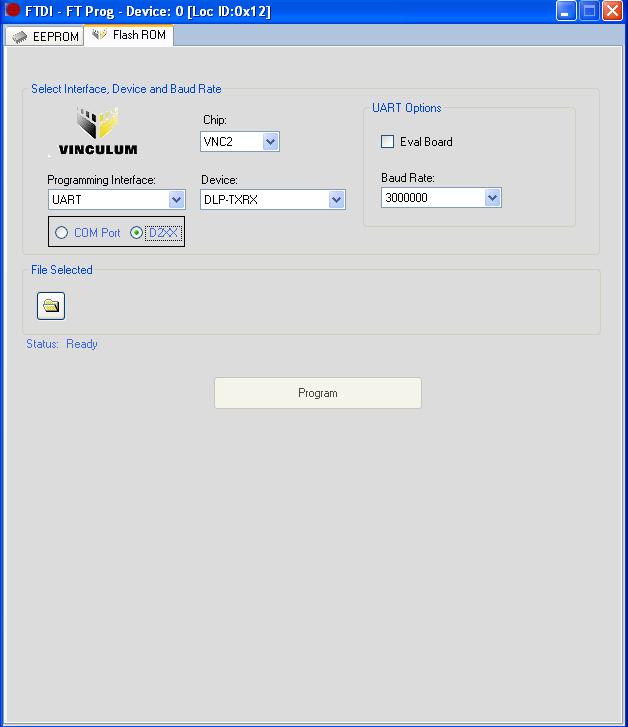 FTDI - FT Prog - Device: 0 [Loc ID:0x12]
EEPROM
Flash ROM
Select Interface, Device and Baud Rate
VINCULUM
Chip:
VNC2
UART Options
Eval Board
Programming Interface:
UART
Device:
DLP-TXRX
Baud Rate:
3000000
COM Port
D2XX
File Selected
Status: Ready
Program